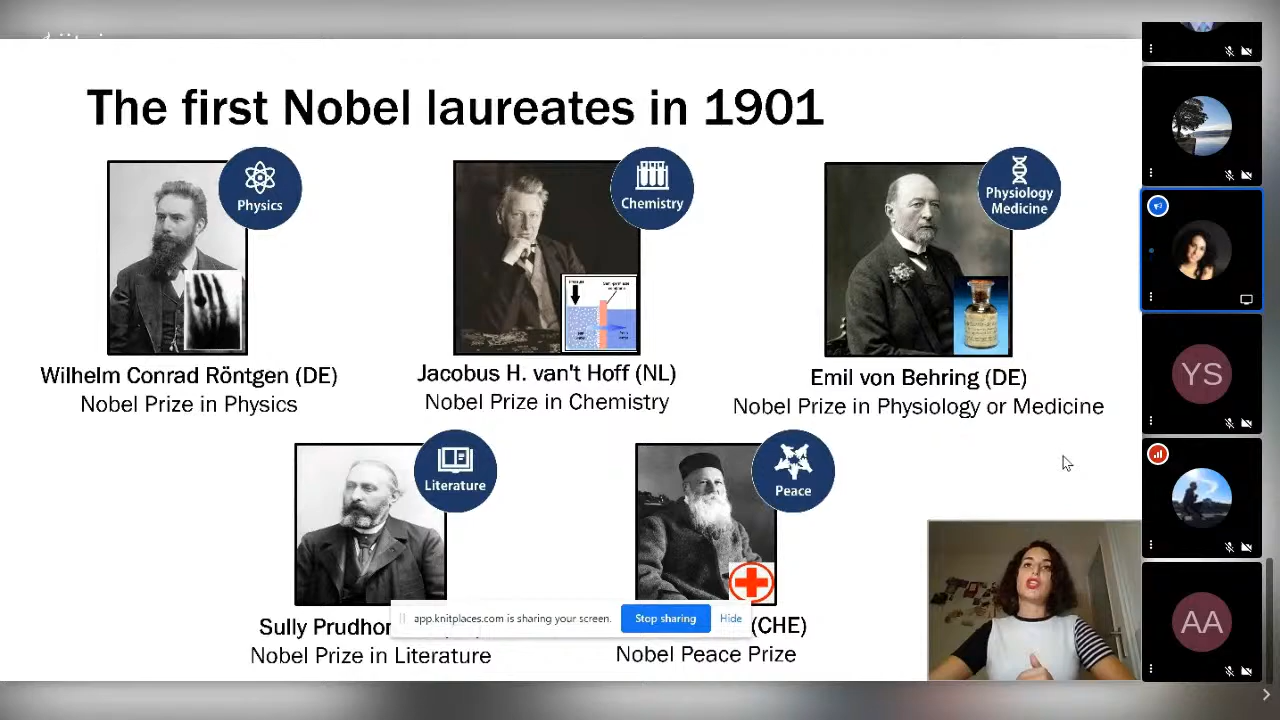 The first Nobel laureates in 1901
Physics
Chemistry
Physiology
Medicine
Wilhelm Conrad Röntgen (DE)
Nobel Prize in Physics
Jacobus H. van't Hoff (NL)
Nobel Prize in Chemistry
Emil von Behring (DE)
Nobel Prize in Physiology or Medicine
Literature
Peace
app.knitplaces.com is sharing your screen.
Stop sharing
Hide
Sully
(CHE)
Nobel Prize in Literature
Nobel Peace Prize
YS
AA